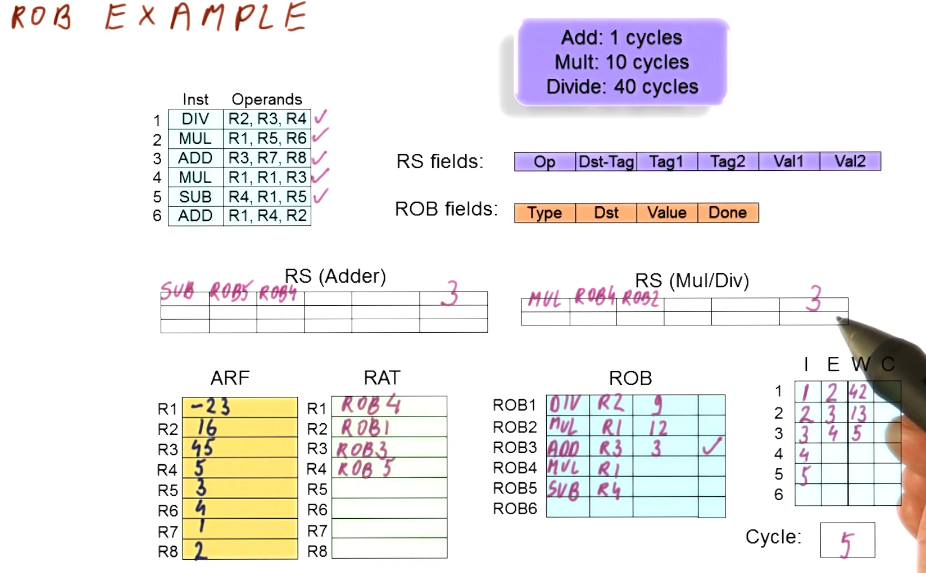 ROB EXAMPLE
Add: 1 cycles
Mult: 10 cycles
Divide: 40 cycles
Inst Operands
1 DIV R2, R3, R4 ✓
2 MUL R1, R5, R6 ✓
3 ADD R3, R7, R8 ✓
4 MUL R1, R1, R3 ✓
5 SUB R4, R1, R5 ✓
6 ADD R1, R4, R2
RS fields: Op Dst-Tag Tag1 Tag2 Val1 Val2
ROB fields: Type Dst Value Done
RS (Adder)
SUB ROB5 ROB4 3
RS (Mul/Div)
MUL ROB4 ROB2 3
ARF
R1 -23
R2 16
R3 45
R4 5
R5 3
R6 4
R7 1
R8 2
RAT
R1 ROB4
R2 ROB1
R3 ROB3
R4 ROB5
R5
R6
R7
R8
ROB
ROB1 DIV R2 9
ROB2 MUL R1 12
ROB3 ADD R3 3 ✓
ROB4 MUL R1
ROB5 SUB R4
ROB6
I E W C
1 1 2 42
2 2 3 13
3 3 4 5
4 4
5 5
6
Cycle: 5